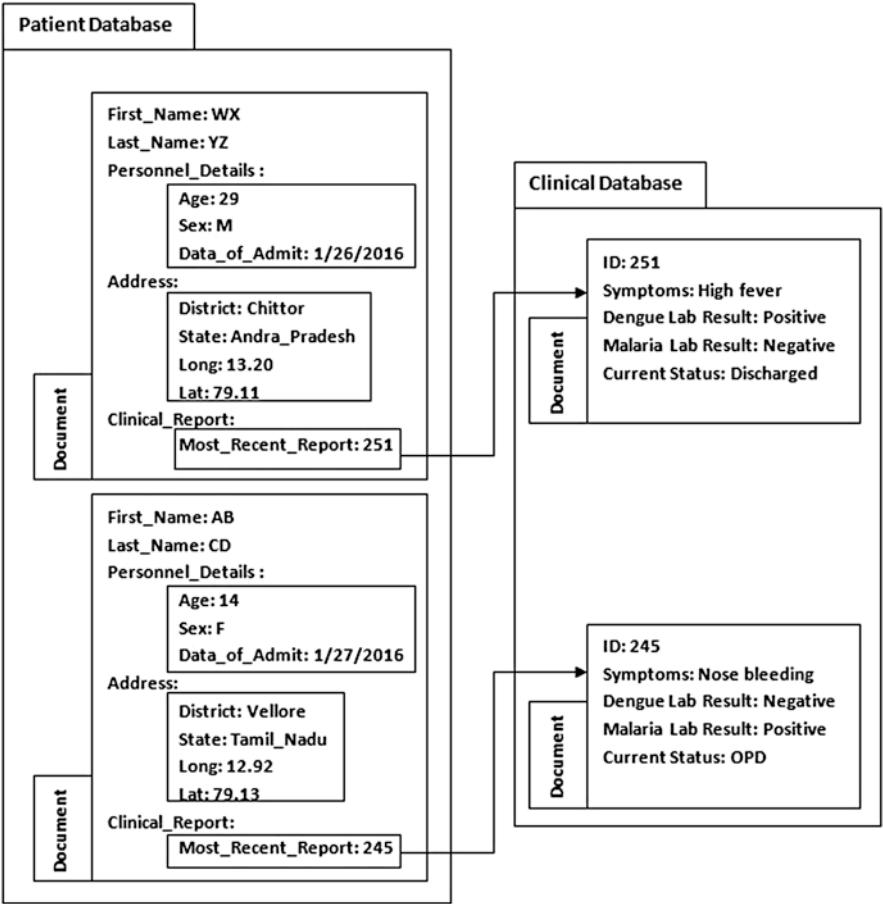 Patient Database
First_Name: WX
Last_Name: YZ
Personnel_Details :
Age: 29
Sex: M
Data_of_Admit: 1/26/2016
Address:
District: Chittor
State: Andra_Pradesh
Long: 13.20
Lat: 79.11
Clinical_Report:
Most_Recent_Report: 251
Document
First_Name: AB
Last_Name: CD
Personnel_Details :
Age: 14
Sex: F
Data_of_Admit: 1/27/2016
Address:
District: Vellore
State: Tamil_Nadu
Long: 12.92
Lat: 79.13
Clinical_Report:
Most_Recent_Report: 245
Document
Clinical Database
ID: 251
Symptoms: High fever
Dengue Lab Result: Positive
Malaria Lab Result: Negative
Current Status: Discharged
Document
ID: 245
Symptoms: Nose bleeding
Dengue Lab Result: Negative
Malaria Lab Result: Positive
Current Status: OPD
Document